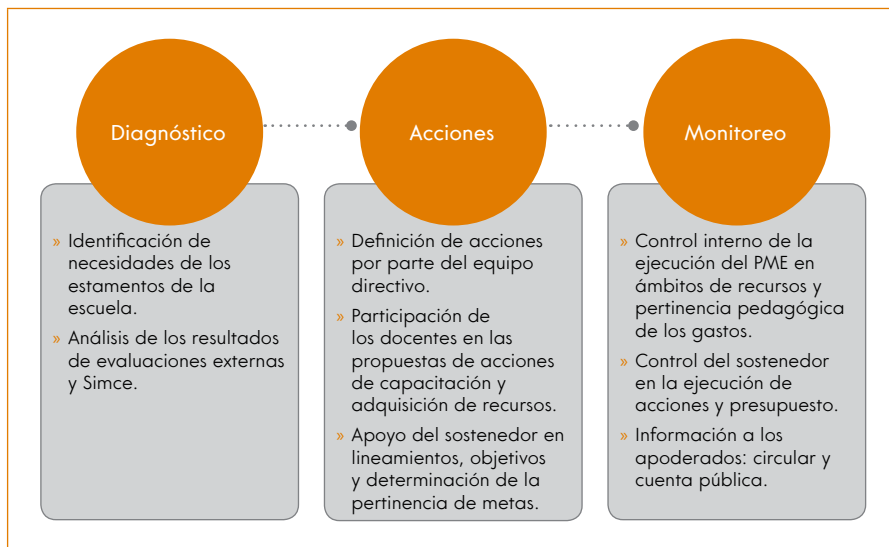 Diagnóstico
Acciones
Monitoreo
» Identificación de
necesidades de los
estamentos de la
escuela.
» Análisis de los resultados
de evaluaciones externas
y Simce.
» Definición de acciones
por parte del equipo
directivo.
» Participación de
los docentes en las
propuestas de acciones
de capacitación y
adquisición de recursos.
» Apoyo del sostenedor en
lineamientos, objetivos
y determinación de la
pertinencia de metas.
» Control interno de la
ejecución del PME en
ámbitos de recursos y
pertinencia pedagógica
de los gastos.
» Control del sostenedor
en la ejecución de
acciones y presupuesto.
» Información a los
apoderados: circular y
cuenta pública.